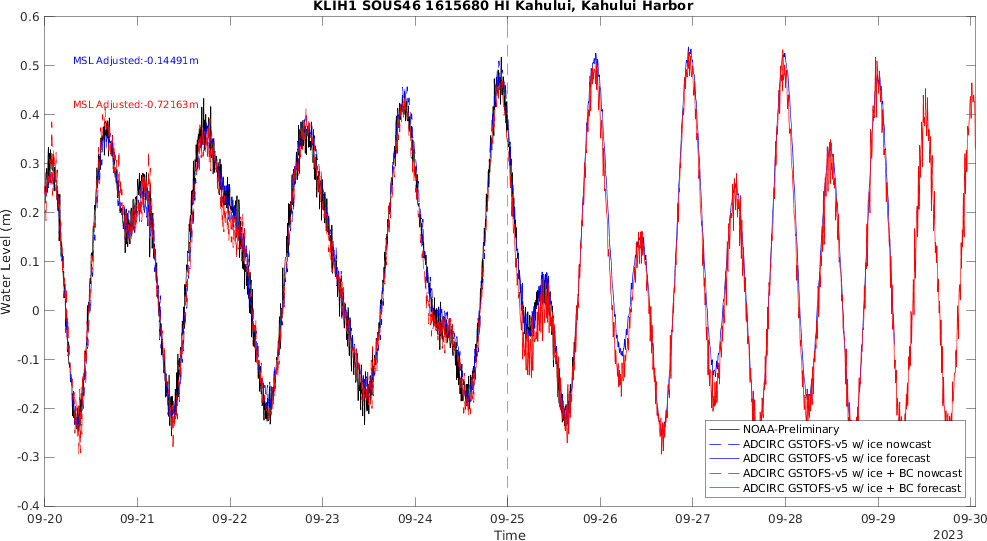 KLIH1 SOUS46 1615680 HI Kahului, Kahului Harbor
0.6
0.5
0.4
0.3
0.2
0.1
0
-0.1
-0.2
-0.3
-0.4
Water Level (m)
MSL Adjusted:-0.14491m
MSL Adjusted:-0.72163m
NOAA-Preliminary
ADCIRC GSTOFS-v5 w/ ice nowcast
ADCIRC GSTOFS-v5 w/ ice forecast
ADCIRC GSTOFS-v5 w/ ice + BC nowcast
ADCIRC GSTOFS-v5 w/ ice + BC forecast
09-20 09-21 09-22 09-23 09-24 09-25 09-26 09-27 09-28 09-29 09-30
Time
2023